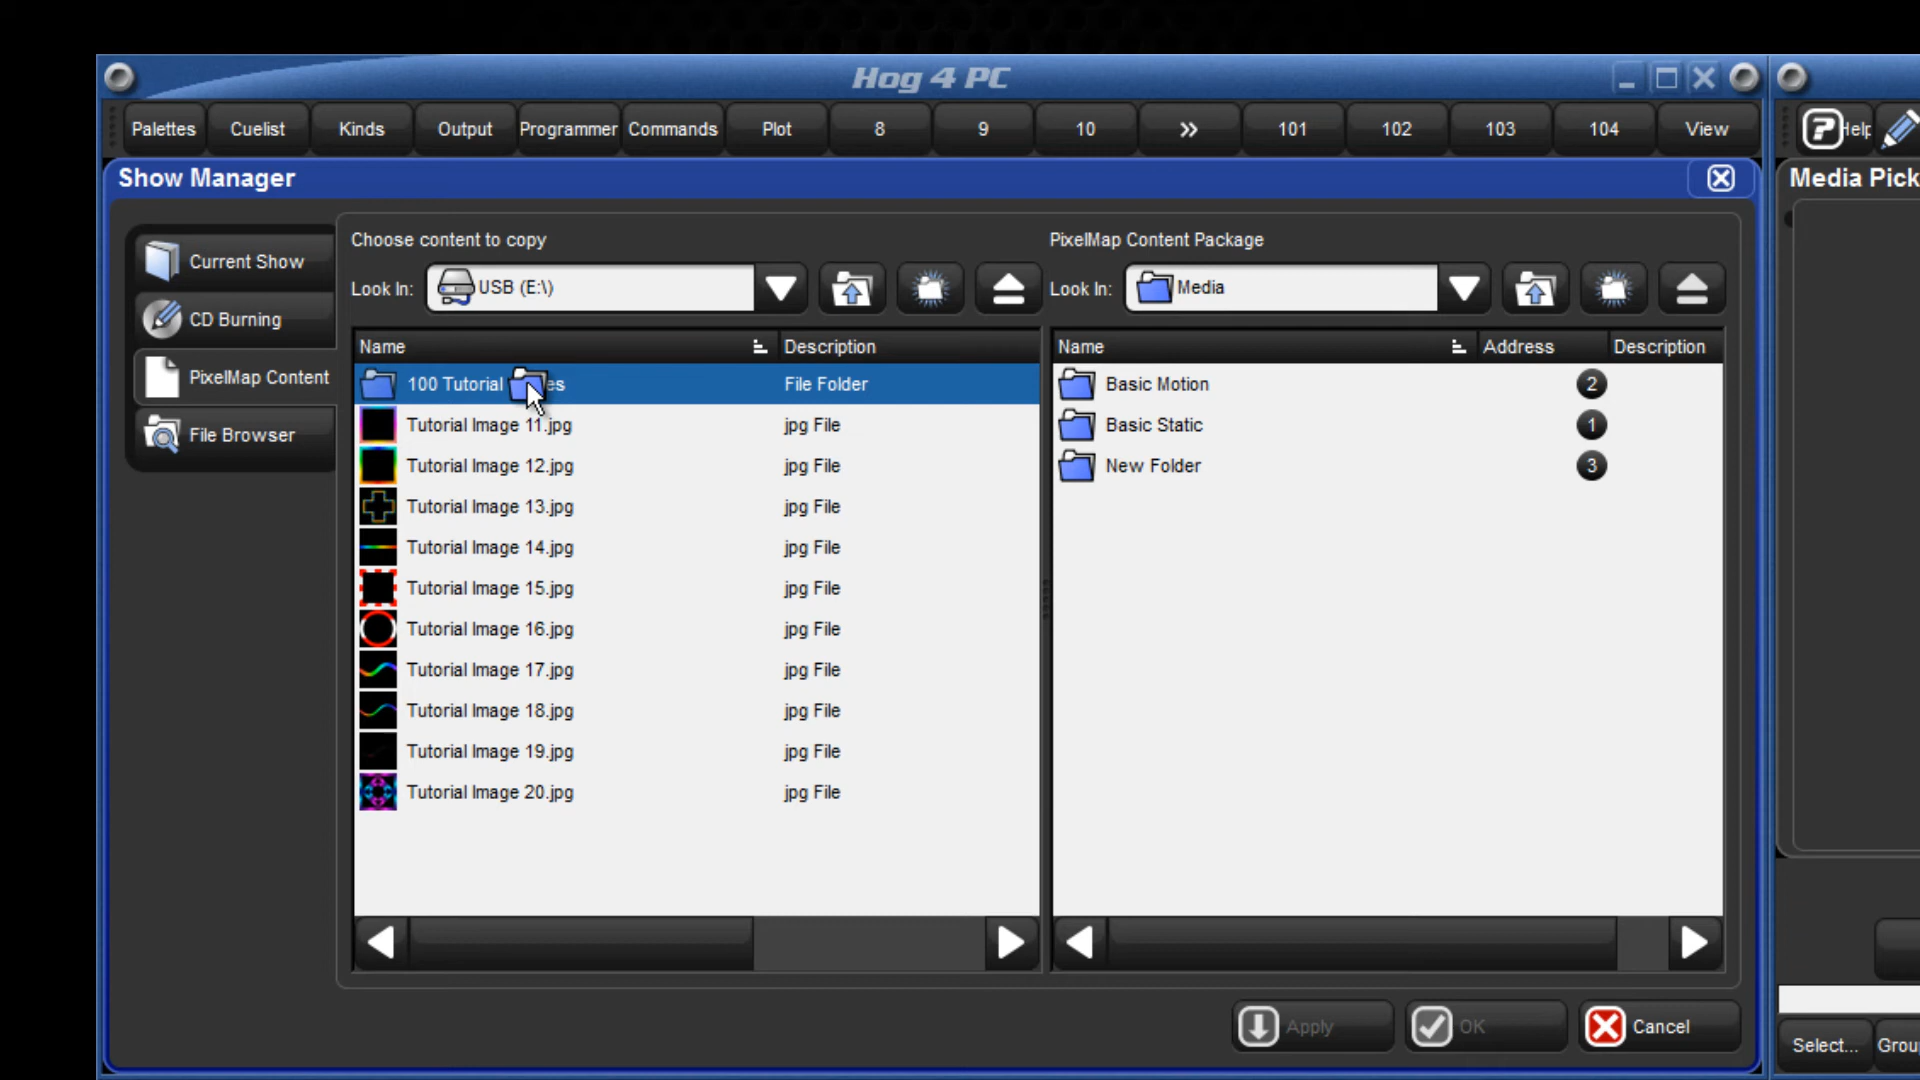 Hog 4 PC
Palettes Cuelist Kinds Output Programmer Commands Plot 8 9 10 » 101 102 103 104 View
Help
Show Manager
Media Pick
Current Show
CD Burning
PixelMap Content
File Browser
Choose content to copy
Look In: USB (E:\)
Name Description
100 Tutorial es File Folder
Tutorial Image 11.jpg jpg File
Tutorial Image 12.jpg jpg File
Tutorial Image 13.jpg jpg File
Tutorial Image 14.jpg jpg File
Tutorial Image 15.jpg jpg File
Tutorial Image 16.jpg jpg File
Tutorial Image 17.jpg jpg File
Tutorial Image 18.jpg jpg File
Tutorial Image 19.jpg jpg File
Tutorial Image 20.jpg jpg File
PixelMap Content Package
Look In: Media
Name Address Description
Basic Motion 2
Basic Static 1
New Folder 3
Apply OK Cancel
Select... Grou